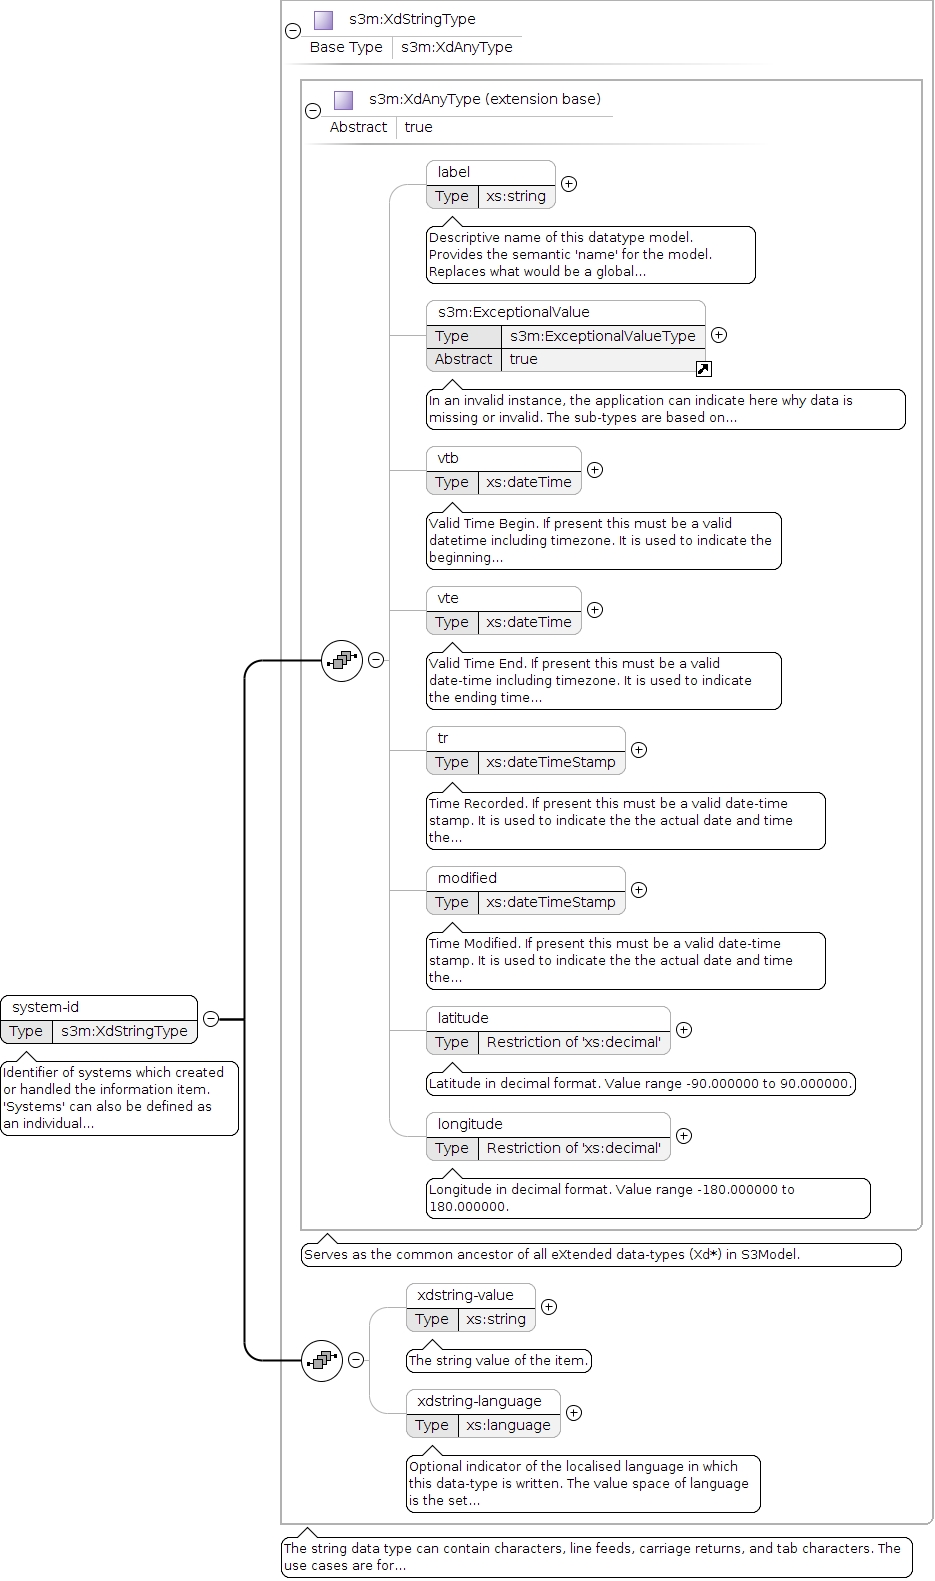 s3m:XdStringType
Base Type s3m:XdAnyType
s3m:XdAnyType (extension base)
Abstract true
label
Type xs:string
Descriptive name of this datatype model.
Provides the semantic 'name' for the model.
Replaces what would be a global...
s3m:ExceptionalValue
Type s3m:ExceptionalValueType
Abstract true
In an invalid instance, the application can indicate here why data is
missing or invalid. The sub-types are based on...
vtb
Type xs:dateTime
Valid Time Begin. If present this must be a valid
datetime including timezone. It is used to indicate the
beginning...
vte
Type xs:dateTime
Valid Time End. If present this must be a valid
date-time including timezone. It is used to indicate
the ending time...
tr
Type xs:dateTimeStamp
Time Recorded. If present this must be a valid date-time
stamp. It is used to indicate the the actual date and time
the...
modified
Type xs:dateTimeStamp
Time Modified. If present this must be a valid date-time
stamp. It is used to indicate the the actual date and time
the...
system-id
Type s3m:XdStringType
Identifier of systems which created
or handled the information item.
'Systems' can also be defined as
an individual...
latitude
Type Restriction of 'xs:decimal'
Latitude in decimal format. Value range -90.000000 to 90.000000.
longitude
Type Restriction of 'xs:decimal'
Longitude in decimal format. Value range -180.000000 to
180.000000.
Serves as the common ancestor of all eXtended data-types (Xd*) in S3Model.
xdstring-value
Type xs:string
The string value of the item.
xdstring-language
Type xs:language
Optional indicator of the localised language in which
this data-type is written. The value space of language
is the set...
The string data type can contain characters, line feeds, carriage returns, and tab characters. The
use cases are for...